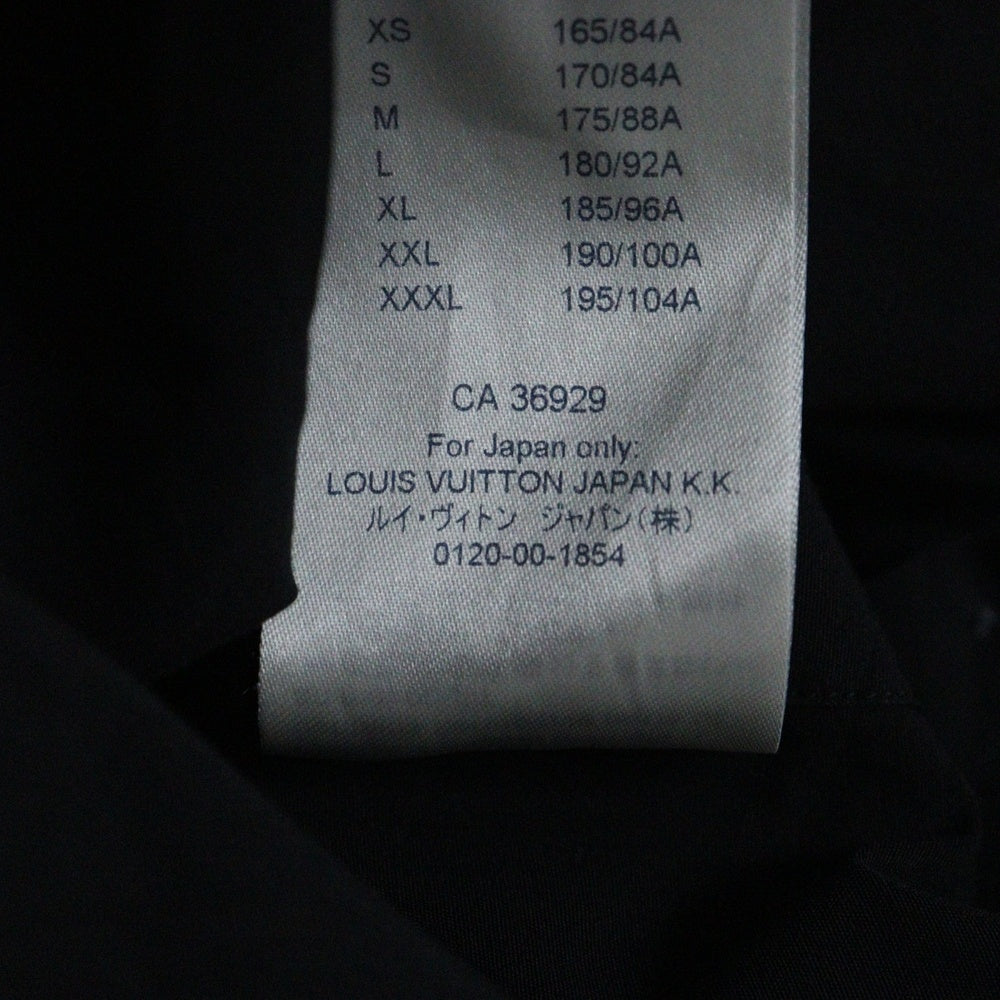 XS 165/84A
S 170/84A
M 175/88A
L 180/92A
XL 185/96A
XXL 190/100A
XXXL 195/104A
CA 36929
For Japan only:
LOUIS VUITTON JAPAN K.K.
ルイ・ヴィトン ジャパン(株)
0120-00-1854